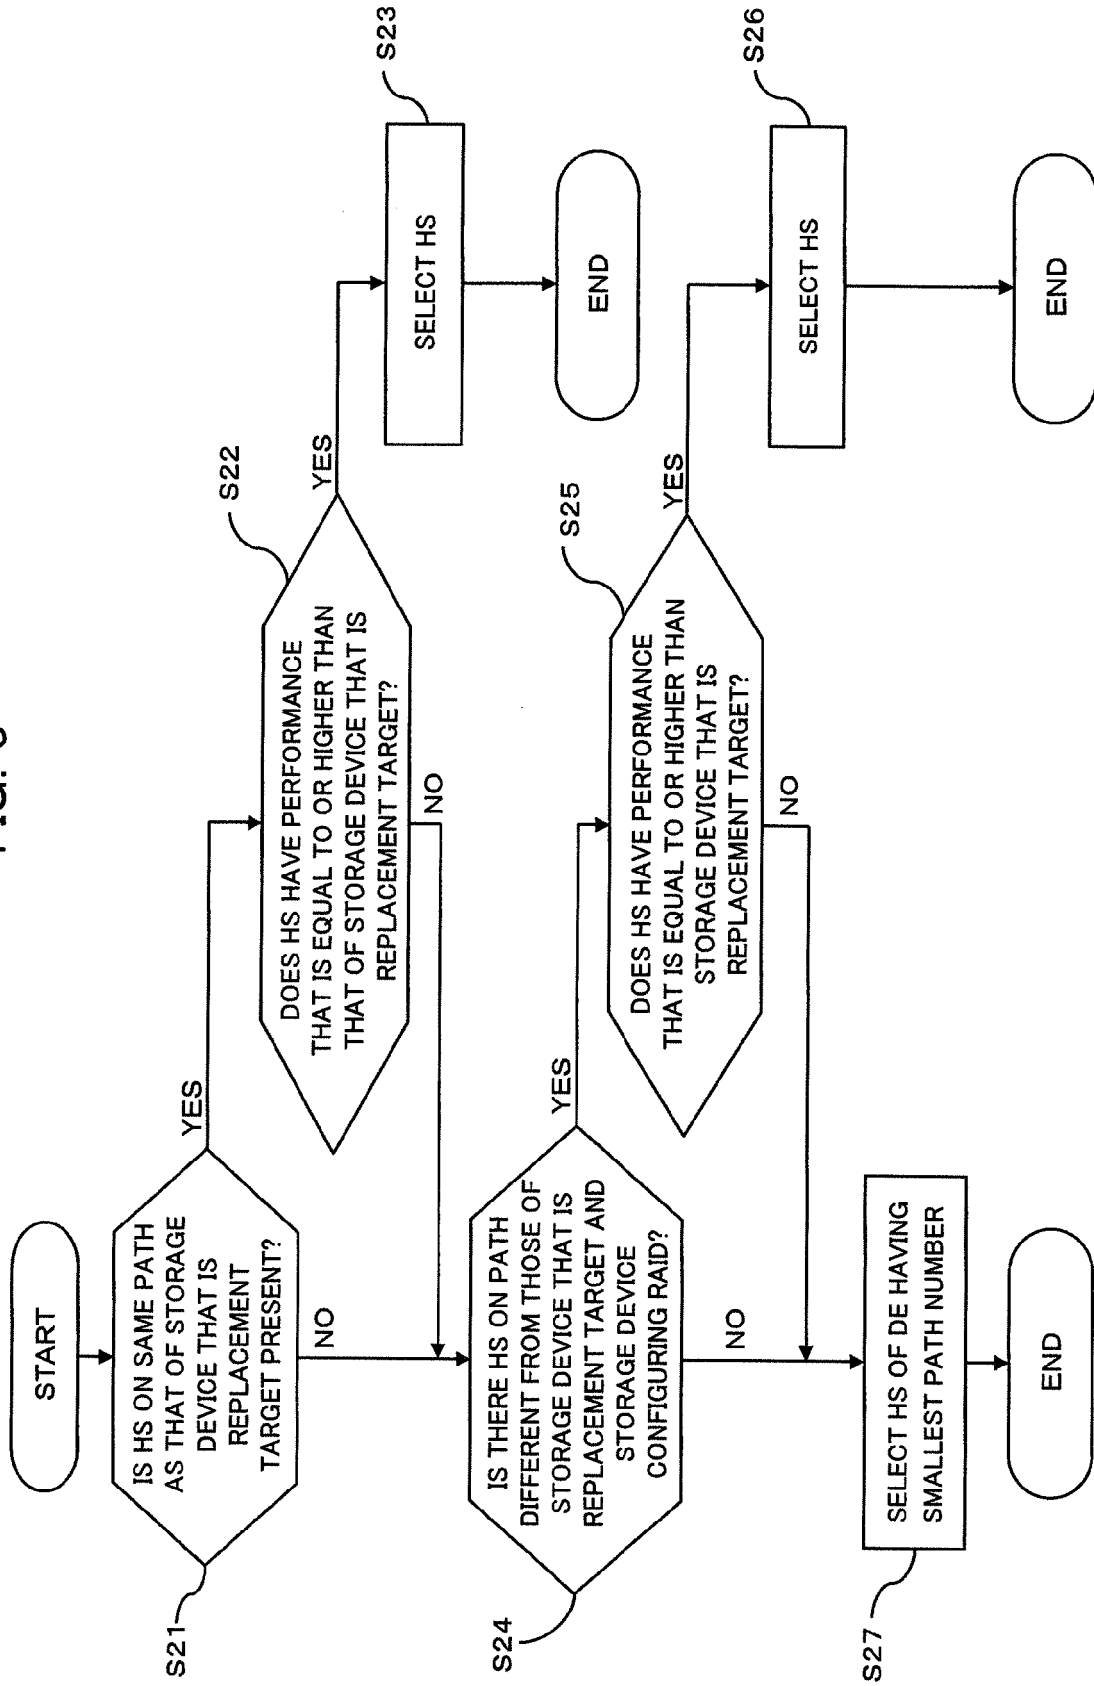 START
IS HS ON SAME PATH
AS THAT OF STORAGE
DEVICE THAT IS
REPLACEMENT
TARGET PRESENT?
S21
YES
NO
DOES HS HAVE PERFORMANCE
THAT IS EQUAL TO OR HIGHER THAN
THAT OF STORAGE DEVICE THAT IS
REPLACEMENT TARGET?
S22
YES
NO
SELECT HS
S23
END
IS THERE HS ON PATH
DIFFERENT FROM THOSE OF
STORAGE DEVICE THAT IS
REPLACEMENT TARGET AND
STORAGE DEVICE
CONFIGURING RAID?
S24
YES
NO
DOES HS HAVE PERFORMANCE
THAT IS EQUAL TO OR HIGHER THAN
STORAGE DEVICE THAT IS
REPLACEMENT TARGET?
S25
YES
NO
SELECT HS
S26
END
SELECT HS OF DE HAVING
SMALLEST PATH NUMBER
S27
END